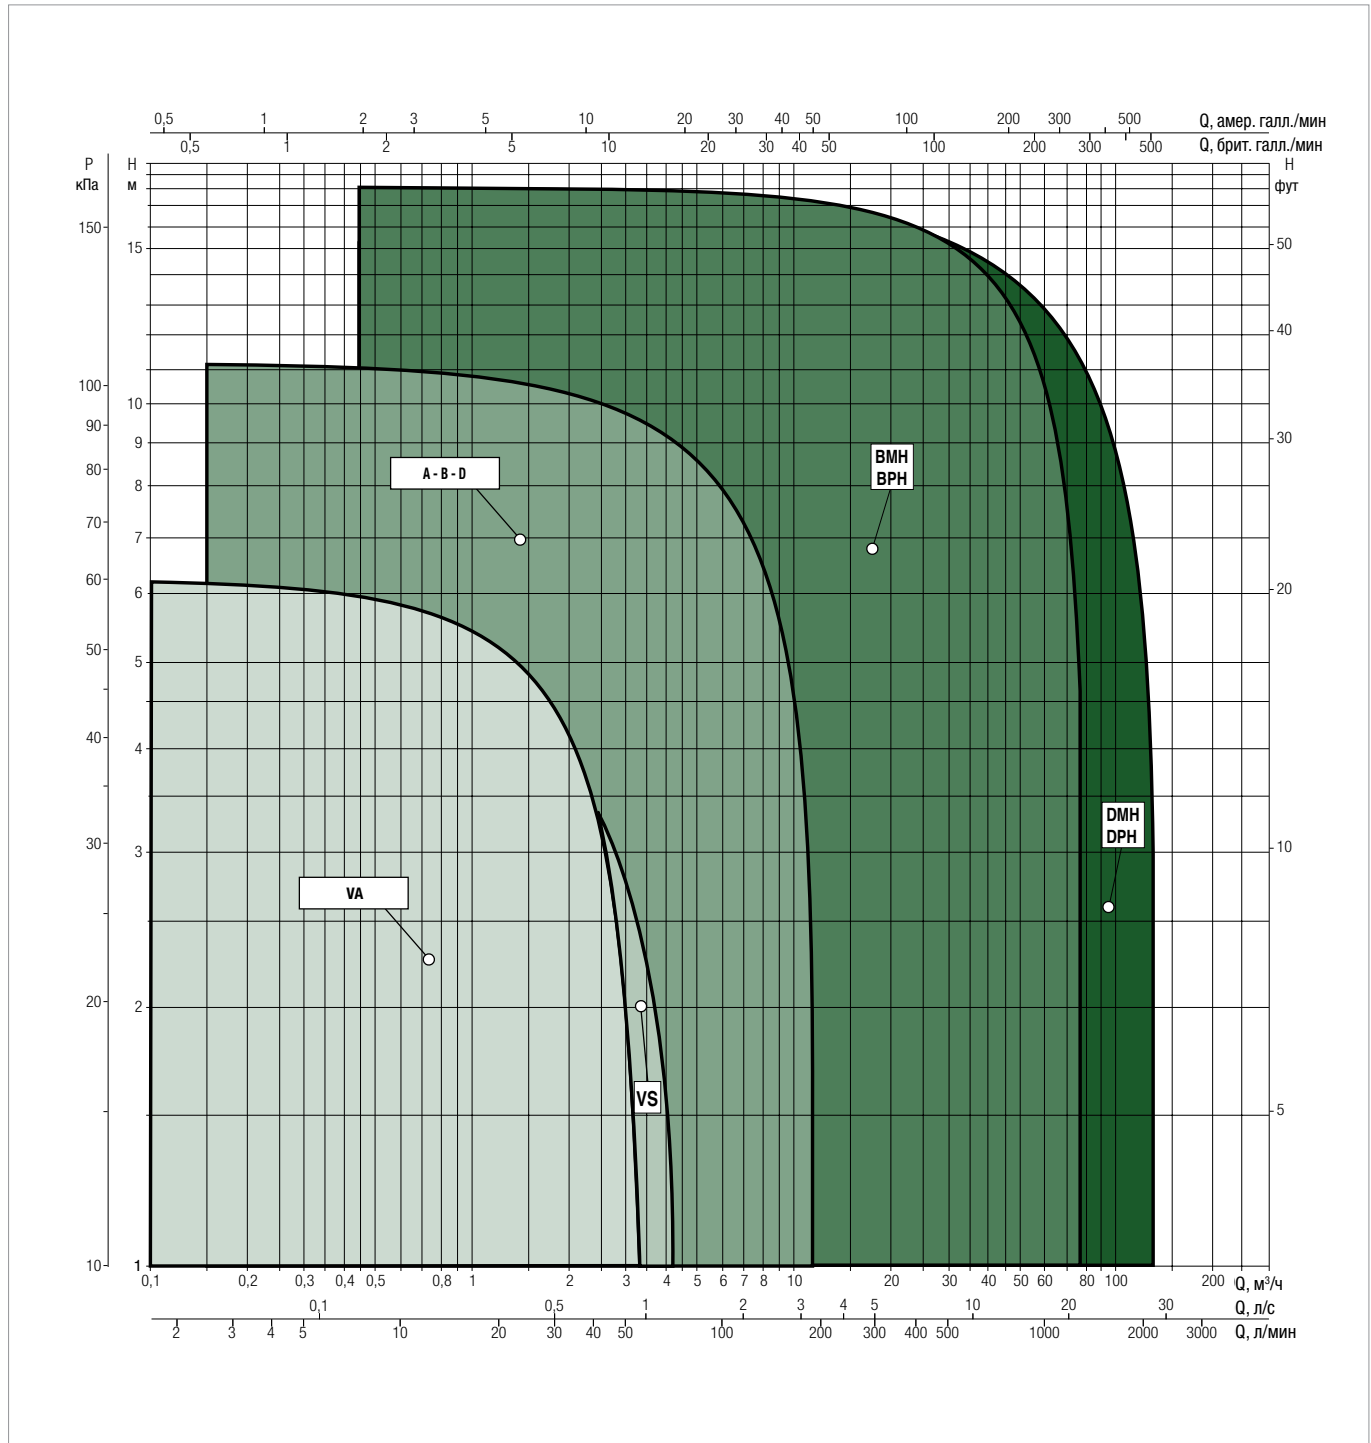 0,5 1 2 3 5 10 20 30 40 50 100 200 300 500 Q, амер. галл./мин
0,5 1 2 5 10 20 30 40 50 100 200 300 500 Q, брит. галл./мин
P H H
кПа м фут
150
15
50
40
100
10
90
30
9
80
8
70
7
60
6
20
50
5
40
4
30
3
10
20
2
5
10
1
A - B - D
BMH
BPH
DMH
DPH
VA
VS
0,1 0,2 0,3 0,4 0,5 0,8 1 2 3 4 5 6 7 8 10 20 30 40 50 60 80 100 200 Q, м³/ч
0,1 0,5 1 2 3 4 5 10 20 30 Q, л/с
2 3 4 5 10 20 30 40 50 100 200 300 400 500 1000 2000 3000 Q, л/мин